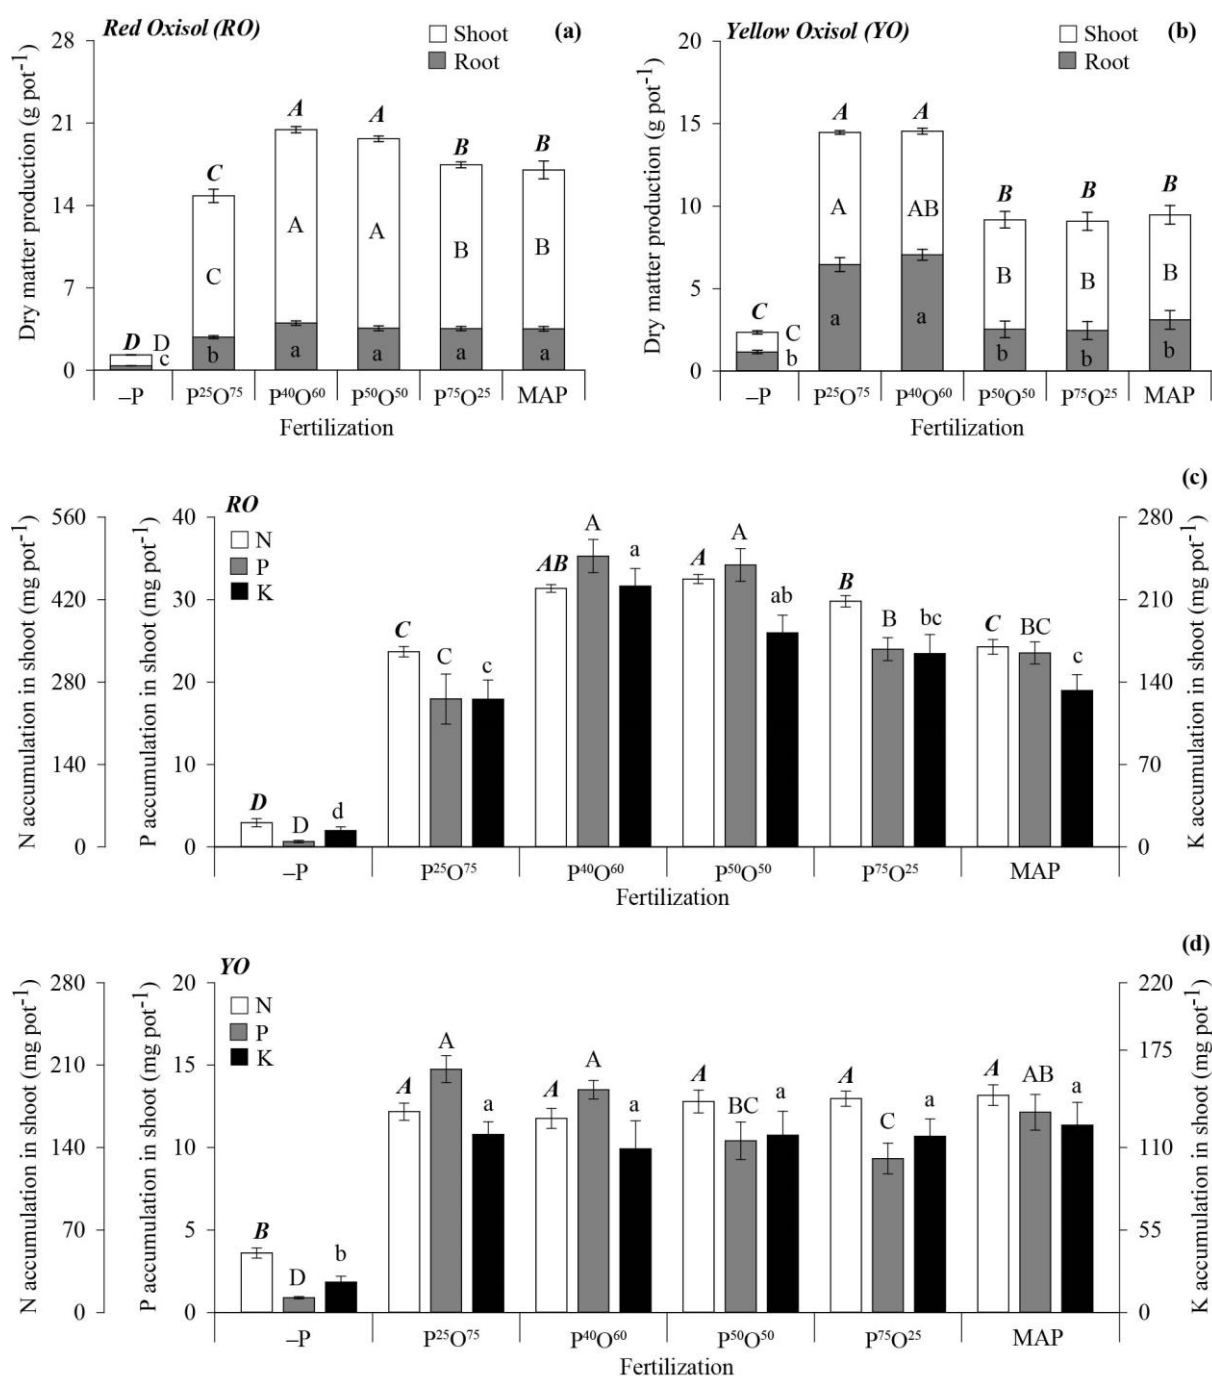 Red Oxisol (RO)
(a)
Shoot
Root
Dry matter production (g pot⁻¹)
28
21
14
7
0
D
D
c
C
C
b
A
A
a
A
A
a
B
B
a
B
B
a
–P
P²⁵O⁷⁵
P⁴⁰O⁶⁰
P⁵⁰O⁵⁰
P⁷⁵O²⁵
MAP
Fertilization
Yellow Oxisol (YO)
(b)
Shoot
Root
Dry matter production (g pot⁻¹)
20
15
10
5
0
C
C
b
A
A
a
A
AB
a
B
B
b
B
B
b
B
B
b
–P
P²⁵O⁷⁵
P⁴⁰O⁶⁰
P⁵⁰O⁵⁰
P⁷⁵O²⁵
MAP
Fertilization
(c)
RO
N
P
K
N accumulation in shoot (mg pot⁻¹)
560
420
280
140
0
P accumulation in shoot (mg pot⁻¹)
40
30
20
10
0
K accumulation in shoot (mg pot⁻¹)
280
210
140
70
0
D
D
d
C
C
c
AB
A
a
A
A
ab
B
B
bc
C
BC
c
–P
P²⁵O⁷⁵
P⁴⁰O⁶⁰
P⁵⁰O⁵⁰
P⁷⁵O²⁵
MAP
Fertilization
(d)
YO
N
P
K
N accumulation in shoot (mg pot⁻¹)
280
210
140
70
0
P accumulation in shoot (mg pot⁻¹)
20
15
10
5
0
K accumulation in shoot (mg pot⁻¹)
220
175
110
55
0
B
D
b
A
A
a
A
A
a
A
BC
a
A
C
a
A
AB
a
–P
P²⁵O⁷⁵
P⁴⁰O⁶⁰
P⁵⁰O⁵⁰
P⁷⁵O²⁵
MAP
Fertilization